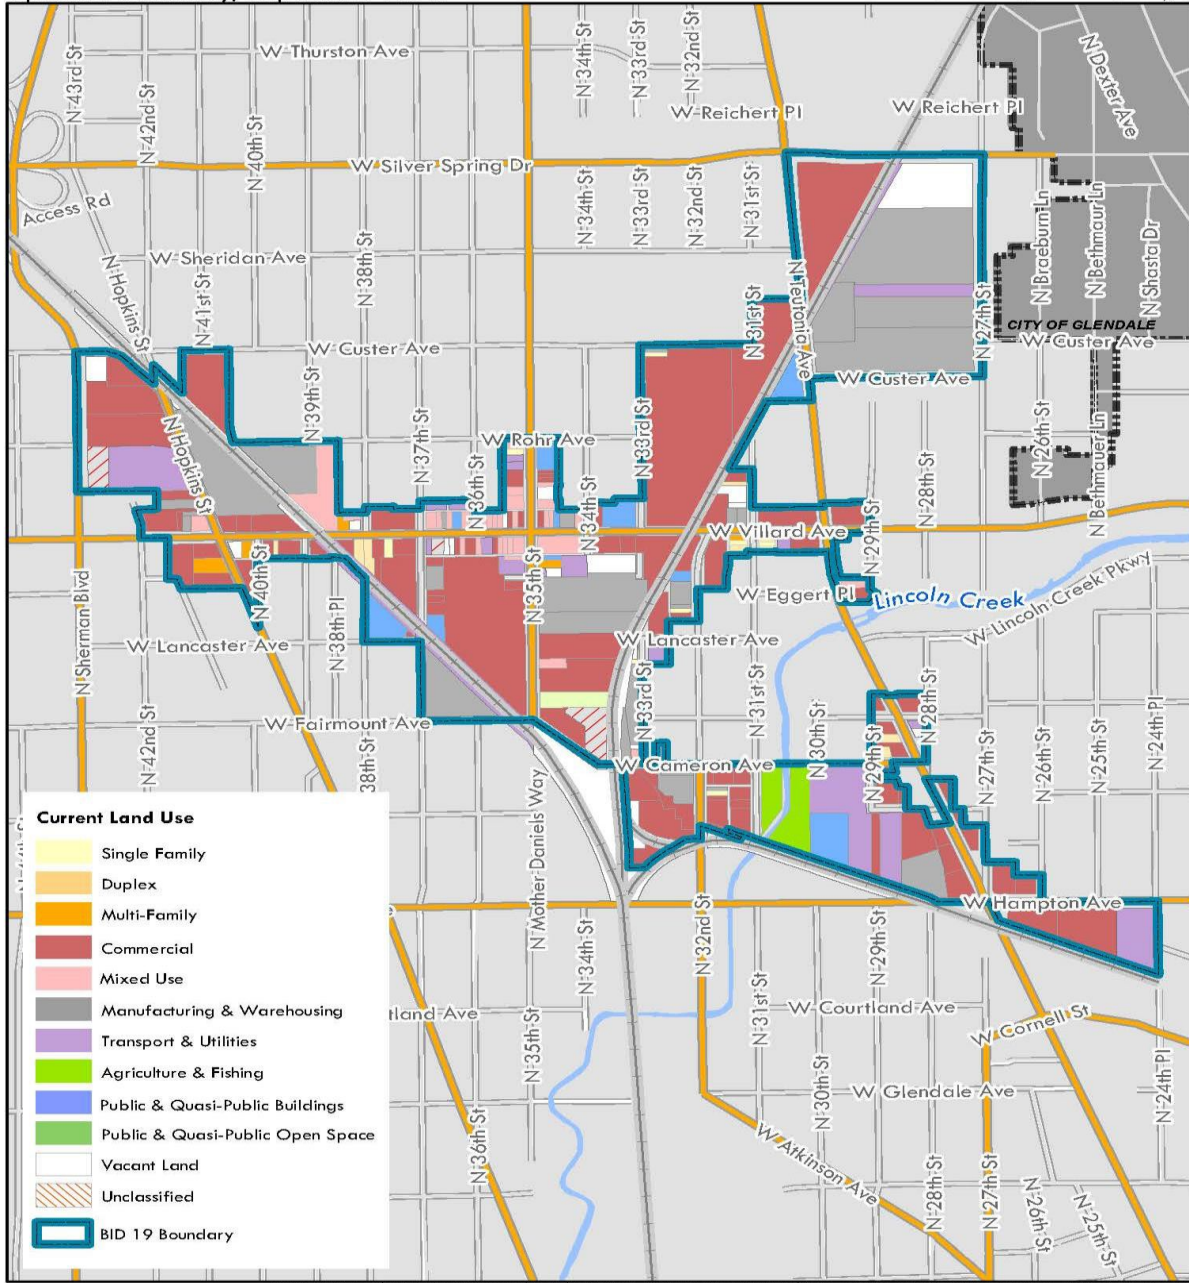 N 43rd St
W Thurston Ave
N 34th St
N 33rd St
N 32nd St
N Dexter Ave
N 42nd St
N 40th St
W Reichert Pl
W Reichert Pl
W Silver Spring Dr
Access Rd
N 34th St
N 33rd St
N 32nd St
N 31st St
N Braeburn Ln
N Bethmaur Ln
N Shasta Dr
W Sheridan Ave
N 38th St
N Hopkins St
N 41st St
N Teutonia Ave
N 31st St
N 27th St
CITY OF GLENDALE
W Custer Ave
W Custer Ave
W Custer Ave
N 39th St
N 37th St
W Rohr Ave
N 33rd St
N Hopkins St
N 36th St
N 34th St
N 28th St
N 26th St
N Bethmauer Ln
W Villard Ave
N 29th St
N Sherman Blvd
N 40th St
N 38th Pl
N 35th St
W Eggert Pl
Lincoln Creek
W Lincoln Creek Pkwy
W Lancaster Ave
W Lancaster Ave
N 33rd St
N 31st St
N 30th St
N 29th St
N 28th St
N 27th St
N 26th St
N 25th St
N 24th Pl
N 42nd St
W Fairmount Ave
38th St
N Mother Daniels Way
W Cameron Ave
Current Land Use
Single Family
Duplex
Multi-Family
Commercial
Mixed Use
Manufacturing & Warehousing
Transport & Utilities
Agriculture & Fishing
Public & Quasi-Public Buildings
Public & Quasi-Public Open Space
Vacant Land
Unclassified
BID 19 Boundary
W Hampton Ave
N 34th St
N 32nd St
N 29th St
tland Ave
N 35th St
N 31st St
W Courtland Ave
W Cornell St
N 36th St
N 30th St
W Glendale Ave
N 24th Pl
W Atkinson Ave
N 28th St
N 27th St
N 26th St
N 25th St